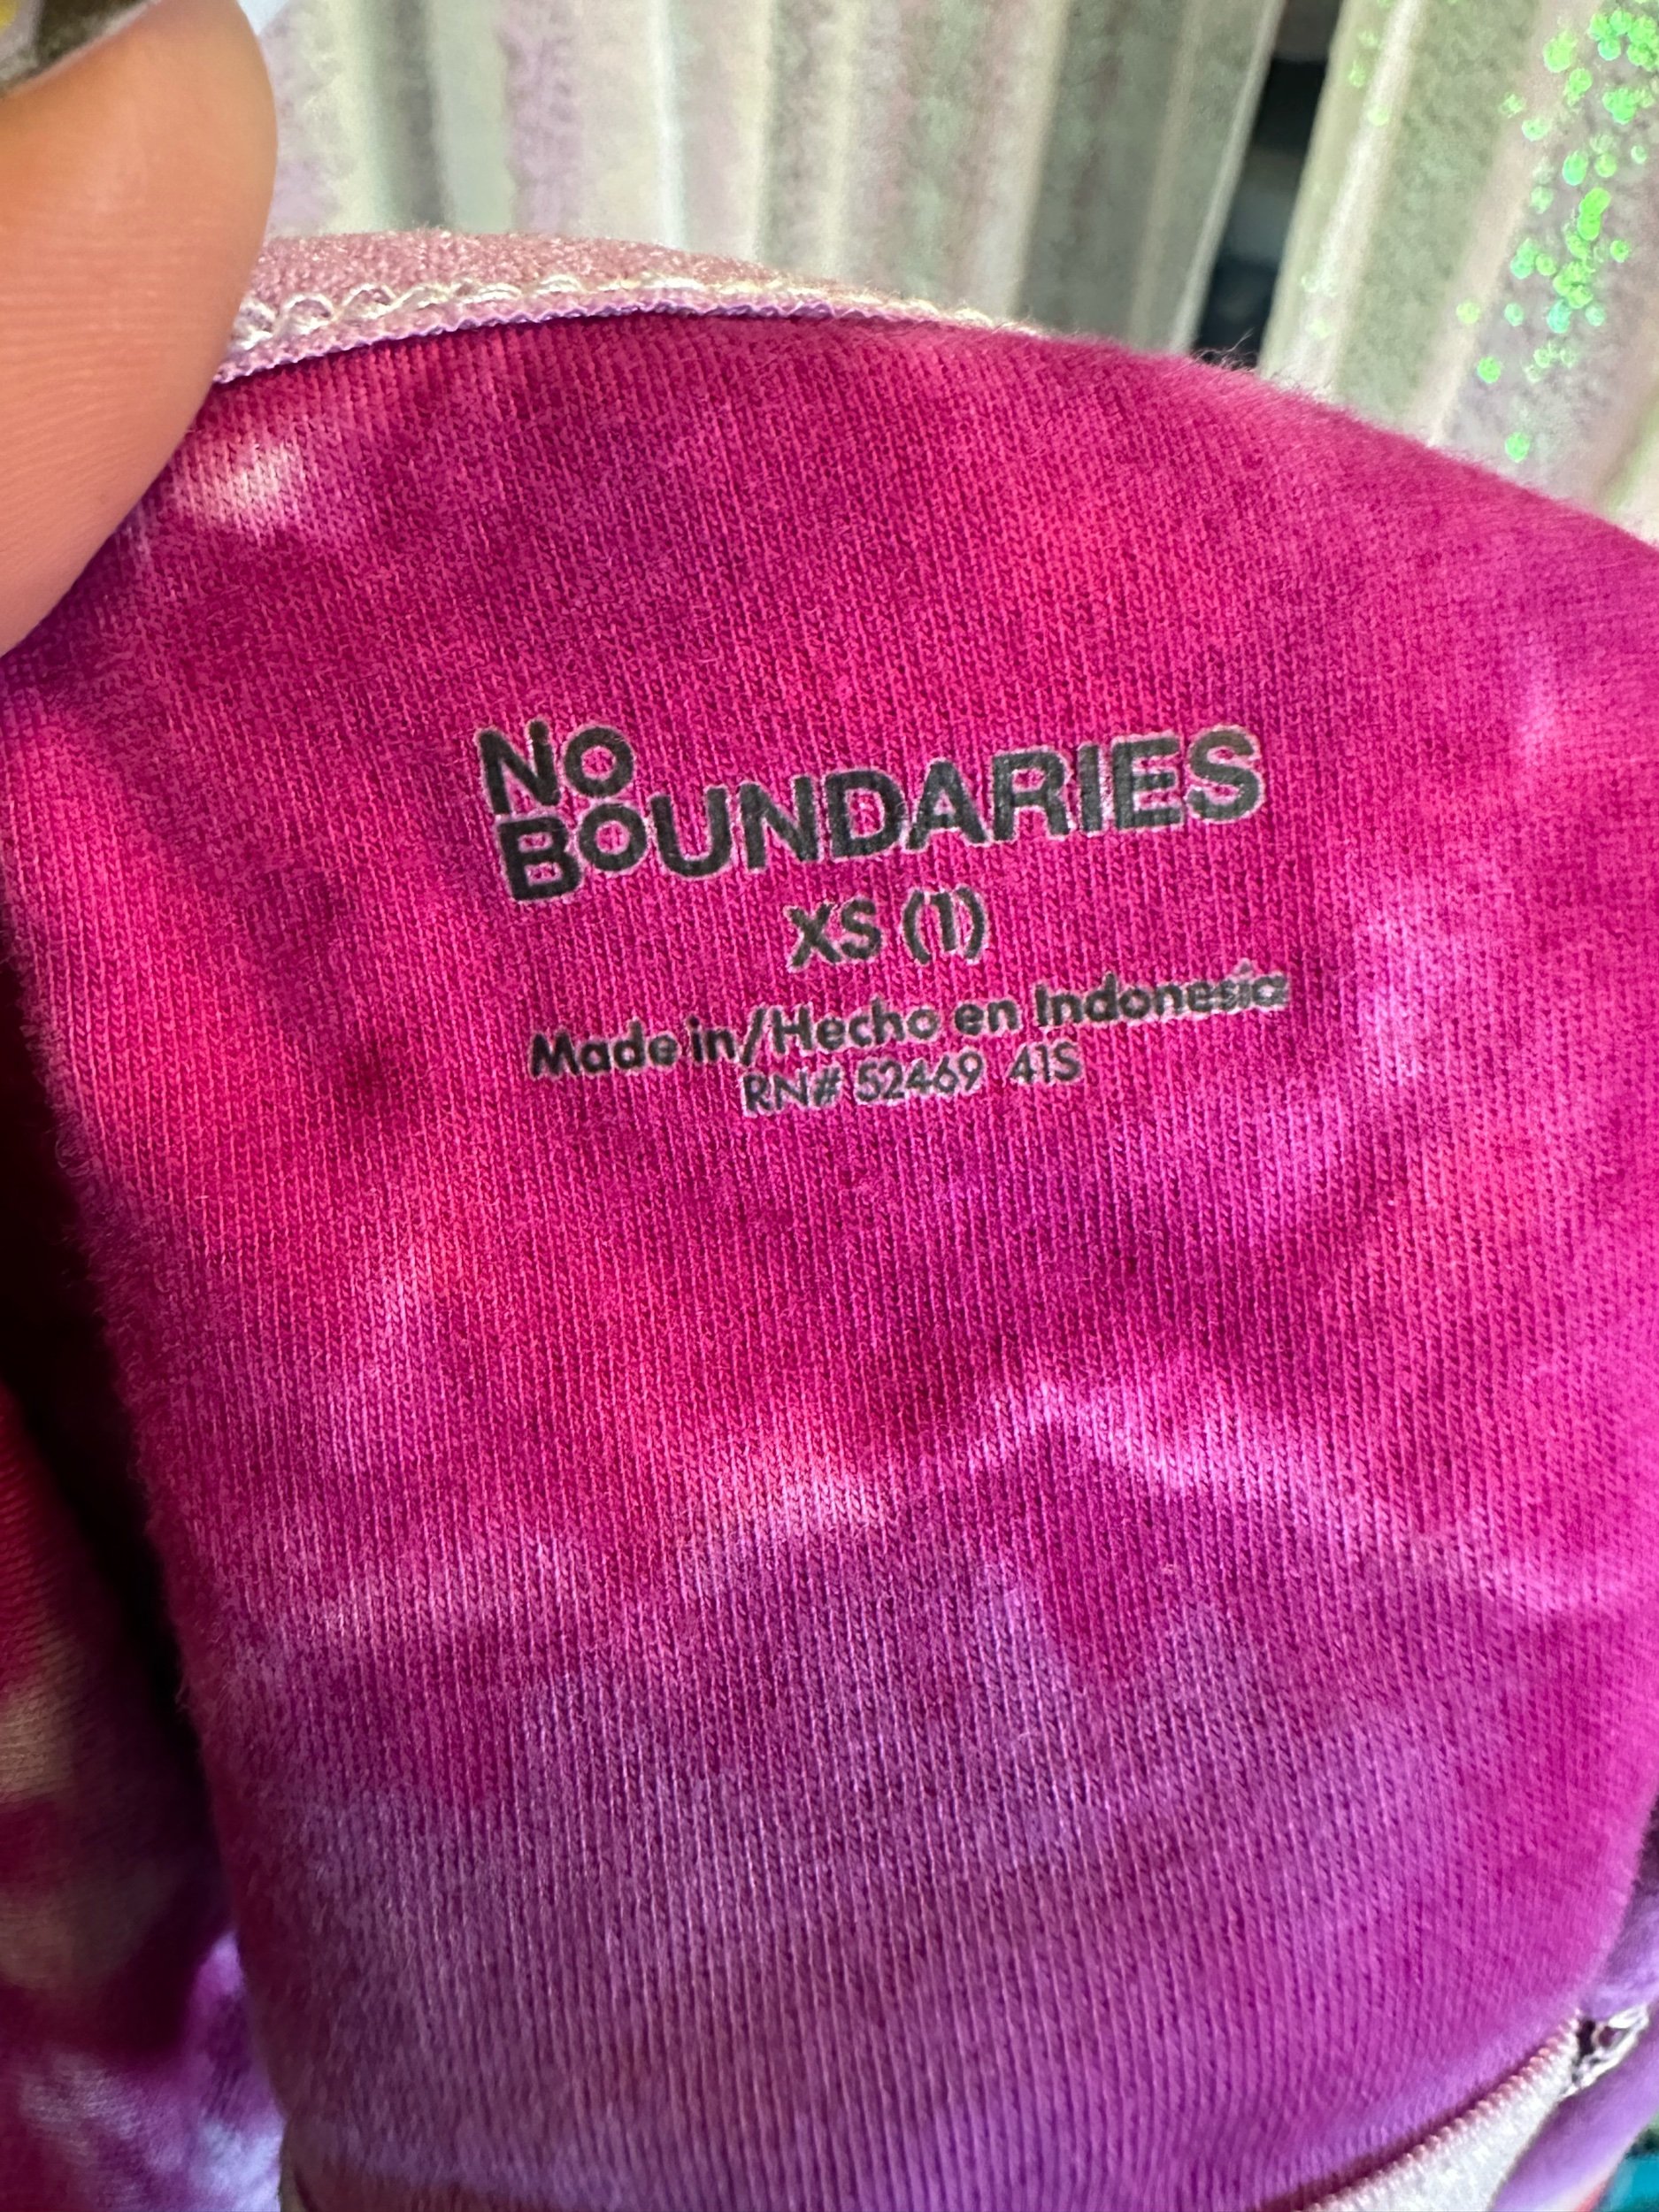 No
BoUNDARIES
XS (1)
Made in/Hecho en Indonesia
RN# 52469 41S